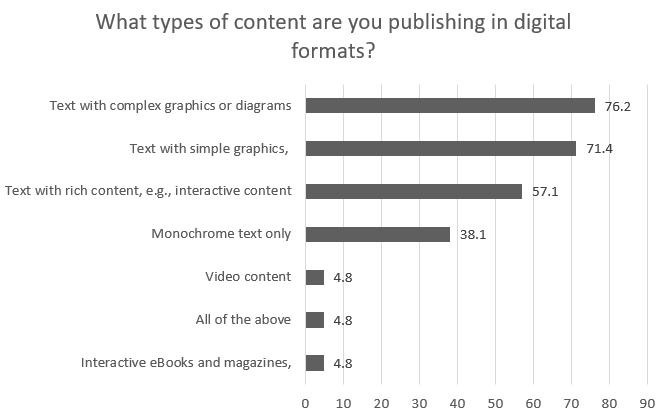 What types of content are you publishing in digital
formats?
Text with complex graphics or diagrams 76.2
Text with simple graphics, 71.4
Text with rich content, e.g., interactive content 57.1
Monochrome text only 38.1
Video content 4.8
All of the above 4.8
Interactive eBooks and magazines, 4.8
0 10 20 30 40 50 60 70 80 90